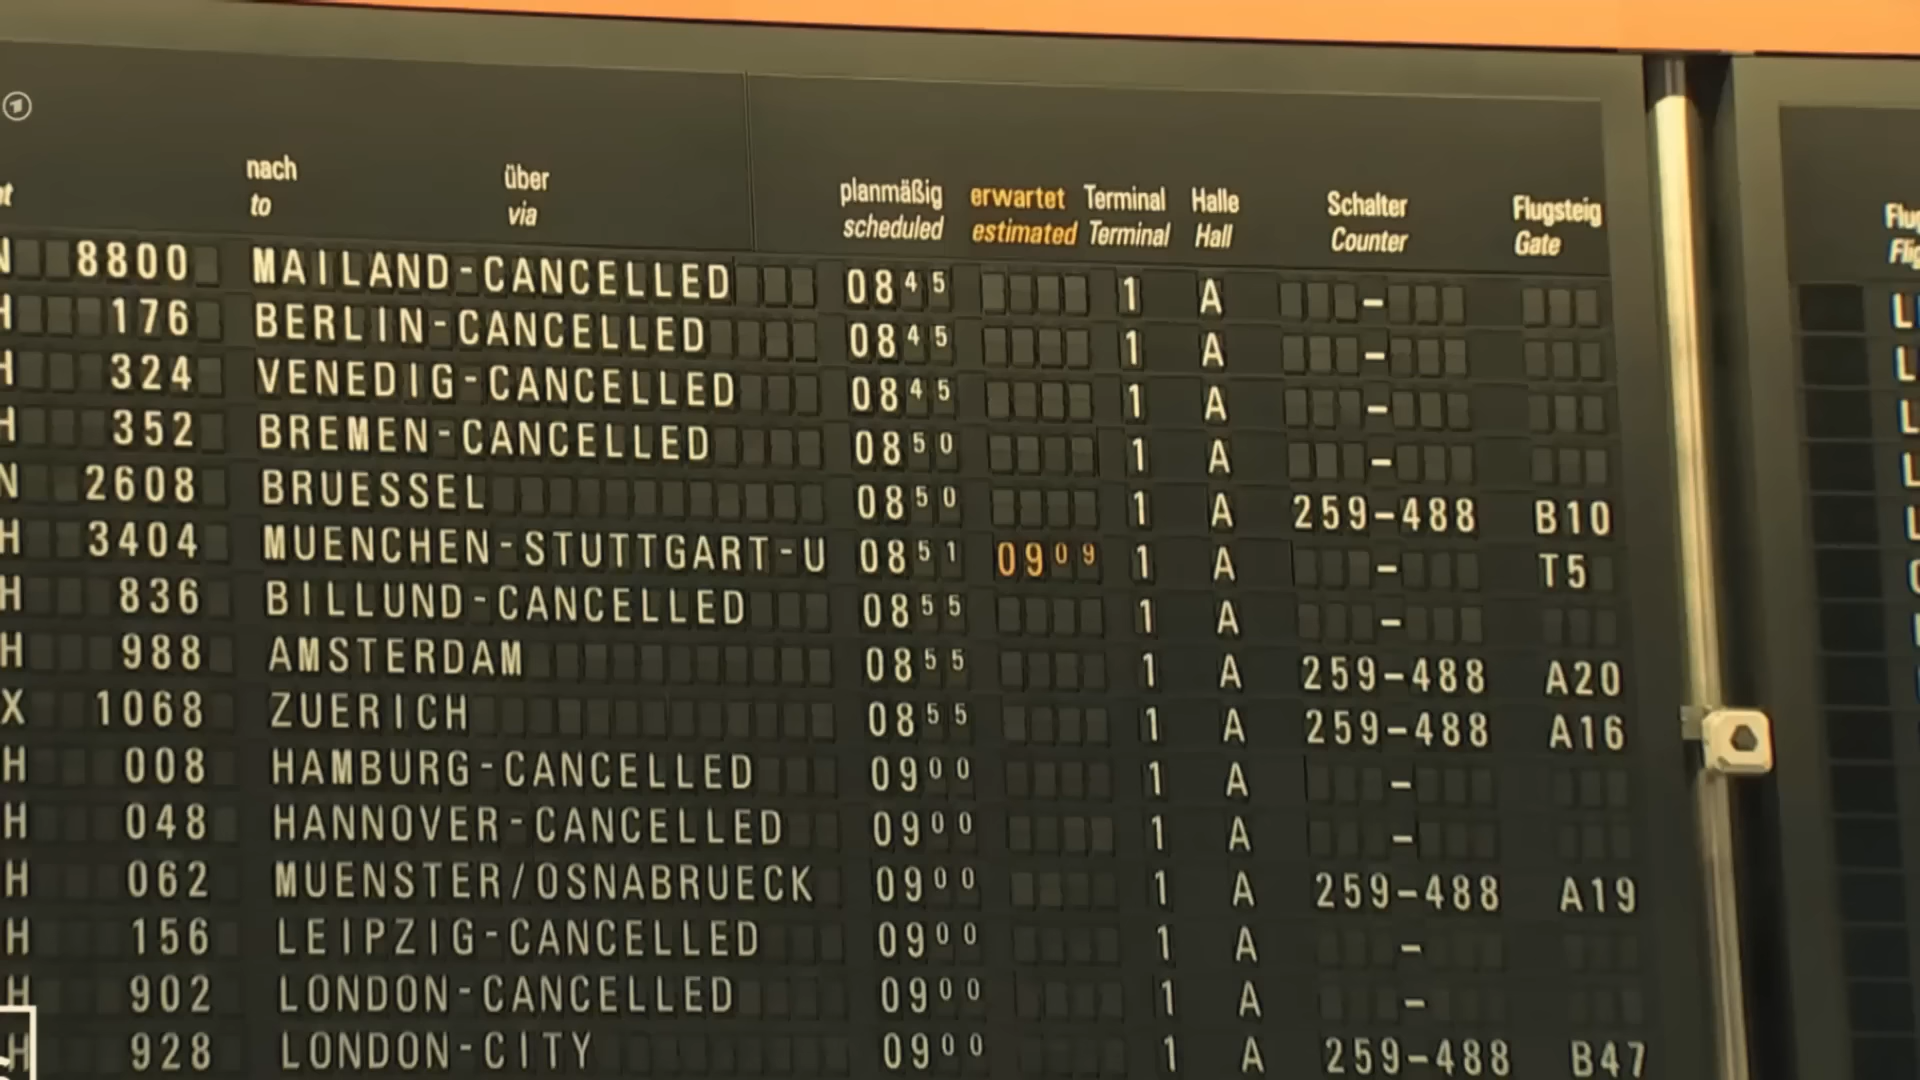 nach über planmäßig erwartet Terminal Halle Schalter Flugsteig
to via scheduled estimated Terminal Hall Counter Gate
N 8800 MAILAND-CANCELLED 0845 1 A –
H 176 BERLIN-CANCELLED 0845 1 A –
H 324 VENEDIG-CANCELLED 0845 1 A –
H 352 BREMEN-CANCELLED 0850 1 A –
N 2608 BRUESSEL 0850 1 A 259–488 B10
H 3404 MUENCHEN-STUTTGART-U 0851 0909 1 A – T5
H 836 BILLUND-CANCELLED 0855 1 A –
H 988 AMSTERDAM 0855 1 A 259–488 A20
X 1068 ZUERICH 0855 1 A 259–488 A16
H 008 HAMBURG-CANCELLED 0900 1 A –
H 048 HANNOVER-CANCELLED 0900 1 A –
H 062 MUENSTER/OSNABRUECK 0900 1 A 259–488 A19
H 156 LEIPZIG-CANCELLED 0900 1 A –
H 902 LONDON-CANCELLED 0900 1 A –
H 928 LONDON-CITY 0900 1 A 259–488 B47